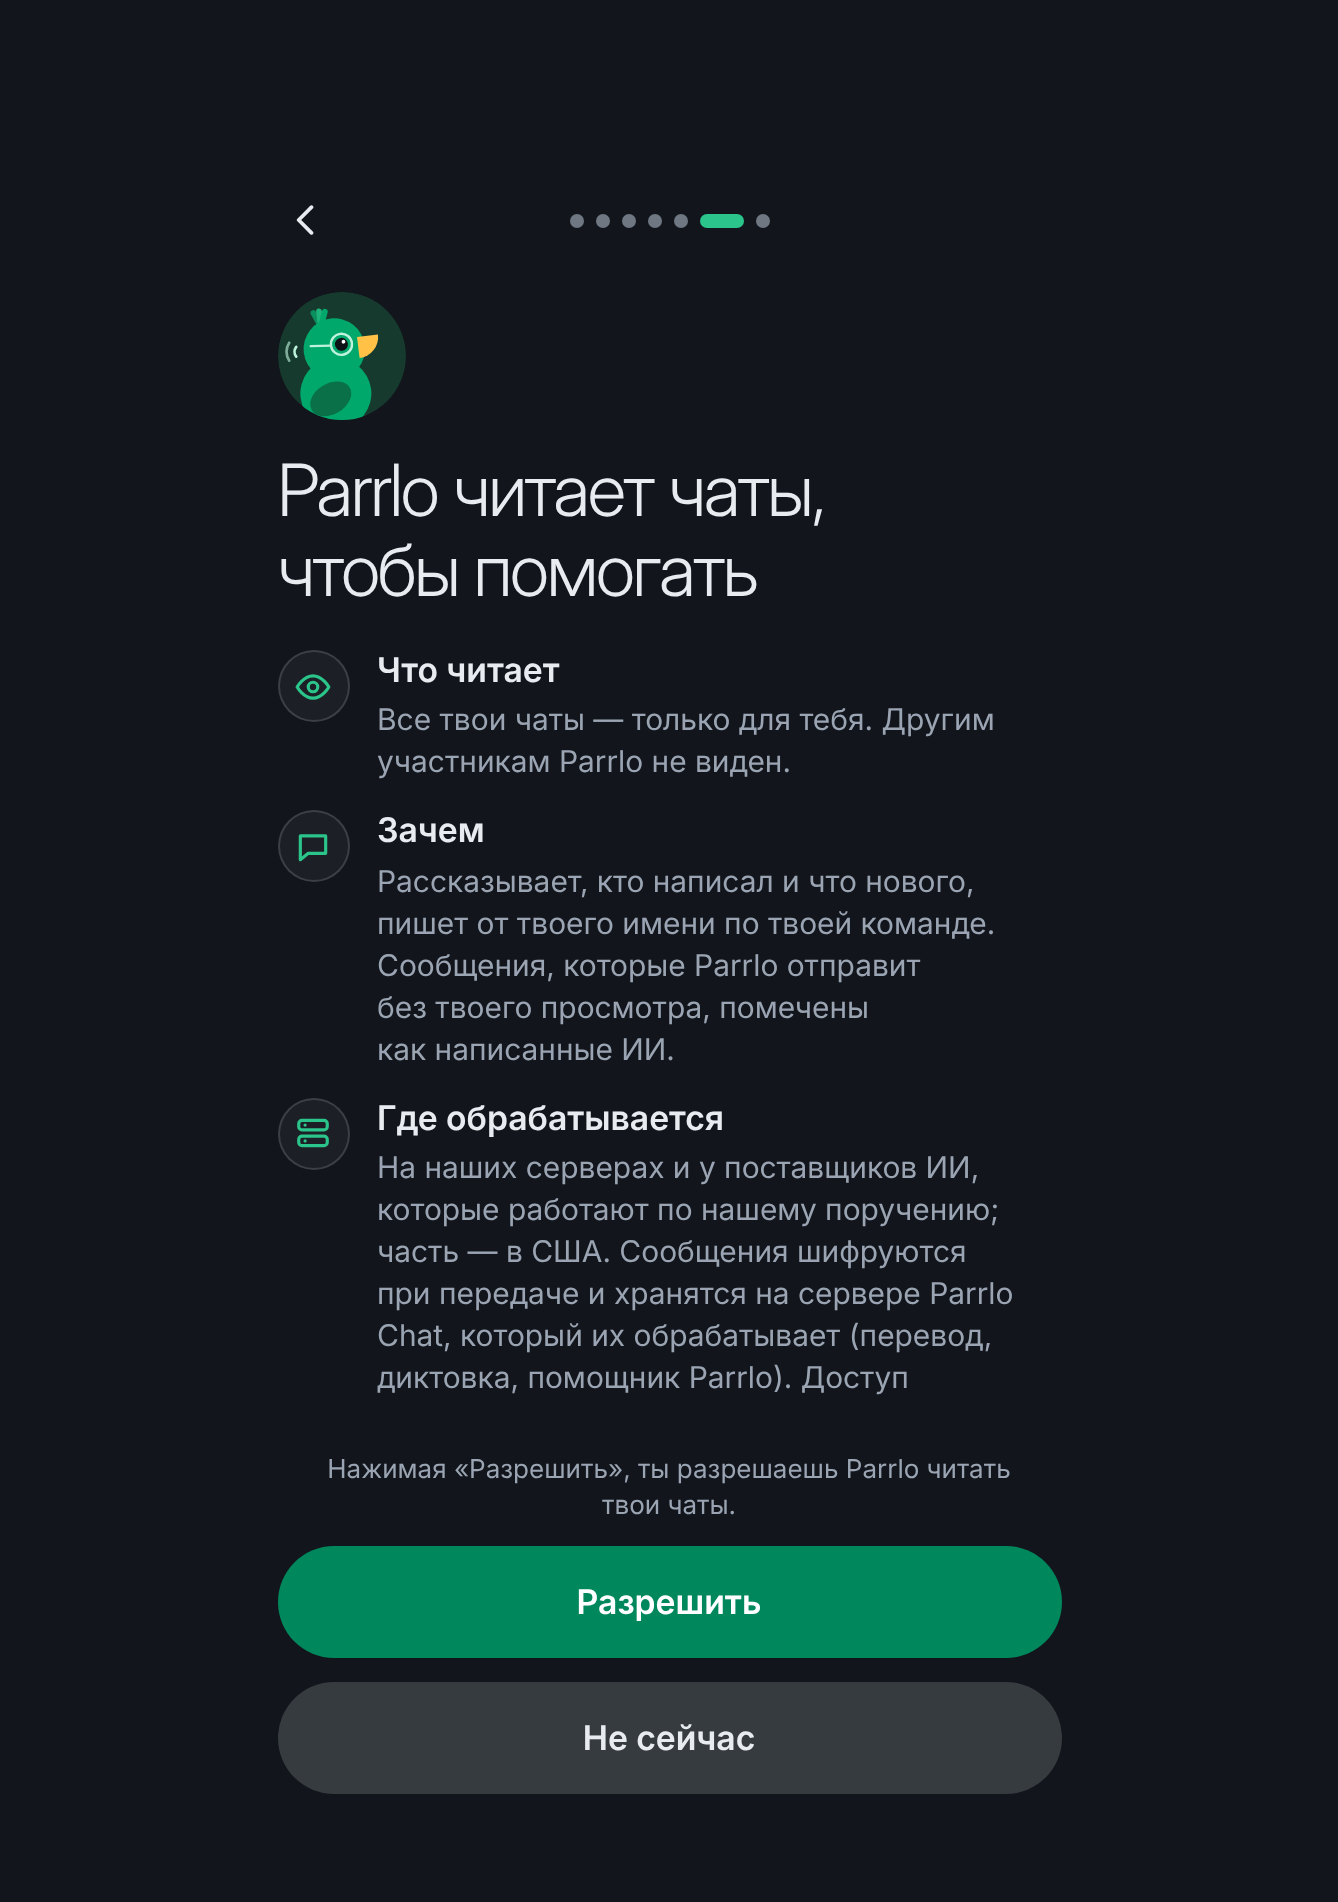 Parrlo читает чаты,
чтобы помогать
Что читает
Все твои чаты — только для тебя. Другим
участникам Parrlo не виден.
Зачем
Рассказывает, кто написал и что нового,
пишет от твоего имени по твоей команде.
Сообщения, которые Parrlo отправит
без твоего просмотра, помечены
как написанные ИИ.
Где обрабатывается
На наших серверах и у поставщиков ИИ,
которые работают по нашему поручению;
часть — в США. Сообщения шифруются
при передаче и хранятся на сервере Parrlo
Chat, который их обрабатывает (перевод,
диктовка, помощник Parrlo). Доступ
Нажимая «Разрешить», ты разрешаешь Parrlo читать
твои чаты.
Разрешить
Не сейчас